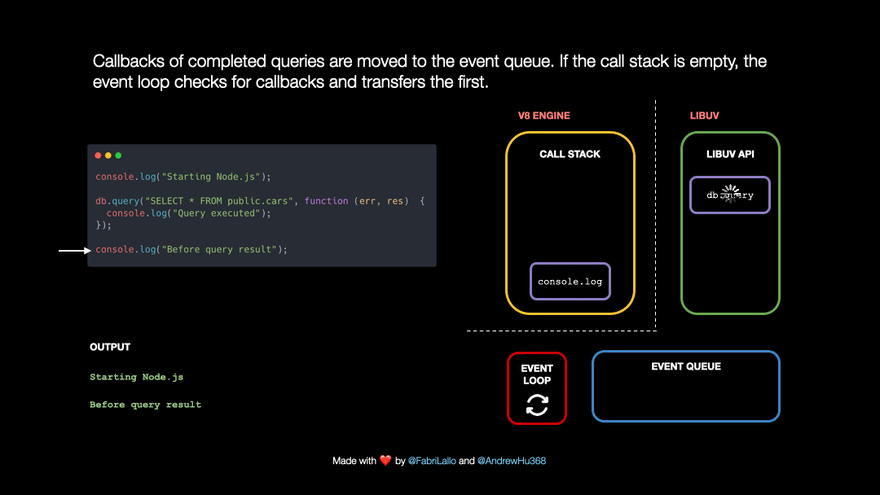 Callbacks of completed queries are moved to the event queue. If the call stack is empty, the
event loop checks for callbacks and transfers the first.
V8 ENGINE
LIBUV
CALL STACK
LIBUV API
console.log("Starting Node.js");
db.query("SELECT * FROM public.cars", function (err, res)  {
  console.log("Query executed");
});
console.log("Before query result");
db.query
console.log
OUTPUT
Starting Node.js
Before query result
EVENT
LOOP
EVENT QUEUE
Made with ❤️ by @FabriLallo and @AndrewHu368